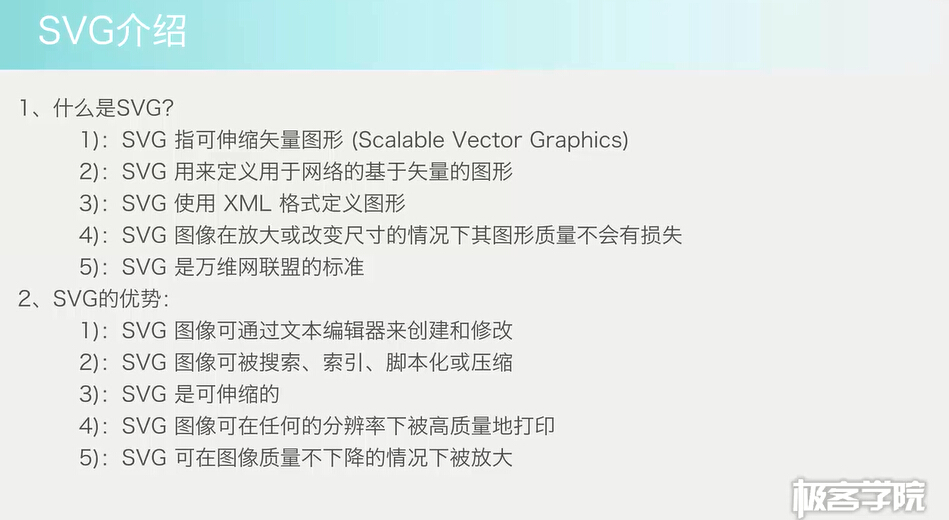 SVG介绍
1、什么是SVG?
1): SVG 指可伸缩矢量图形 (Scalable Vector Graphics)
2): SVG 用来定义用于网络的基于矢量的图形
3): SVG 使用 XML 格式定义图形
4): SVG 图像在放大或改变尺寸的情况下其图形质量不会有损失
5): SVG 是万维网联盟的标准
2、SVG的优势:
1): SVG 图像可通过文本编辑器来创建和修改
2): SVG 图像可被搜索、索引、脚本化或压缩
3): SVG 是可伸缩的
4): SVG 图像可在任何的分辨率下被高质量地打印
5): SVG 可在图像质量不下降的情况下被放大
极客学院